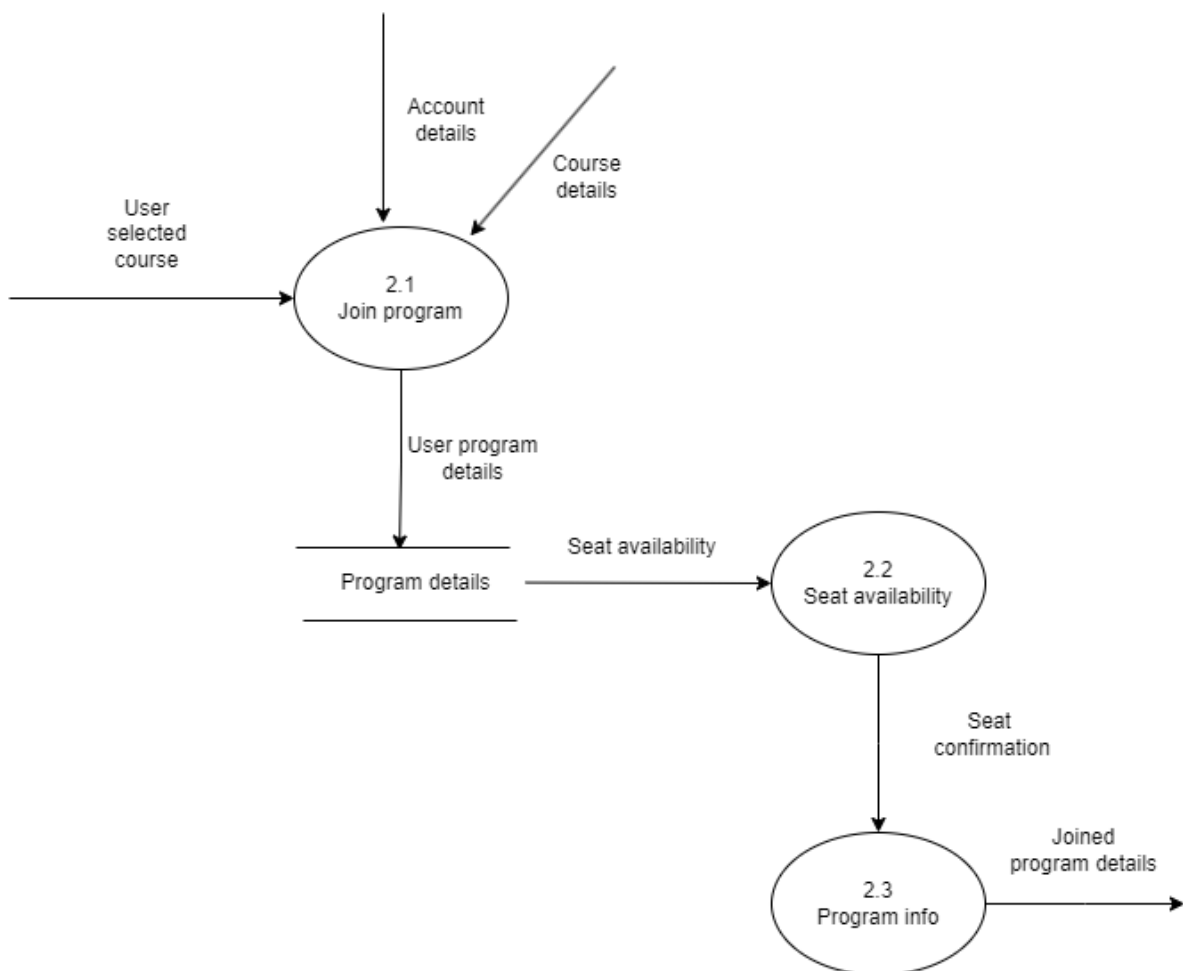 Account
details
Course
details
User
selected
course
2.1
Join program
User program
details
Program details
Seat availability
2.2
Seat availability
Seat
confirmation
2.3
Program info
Joined
program details